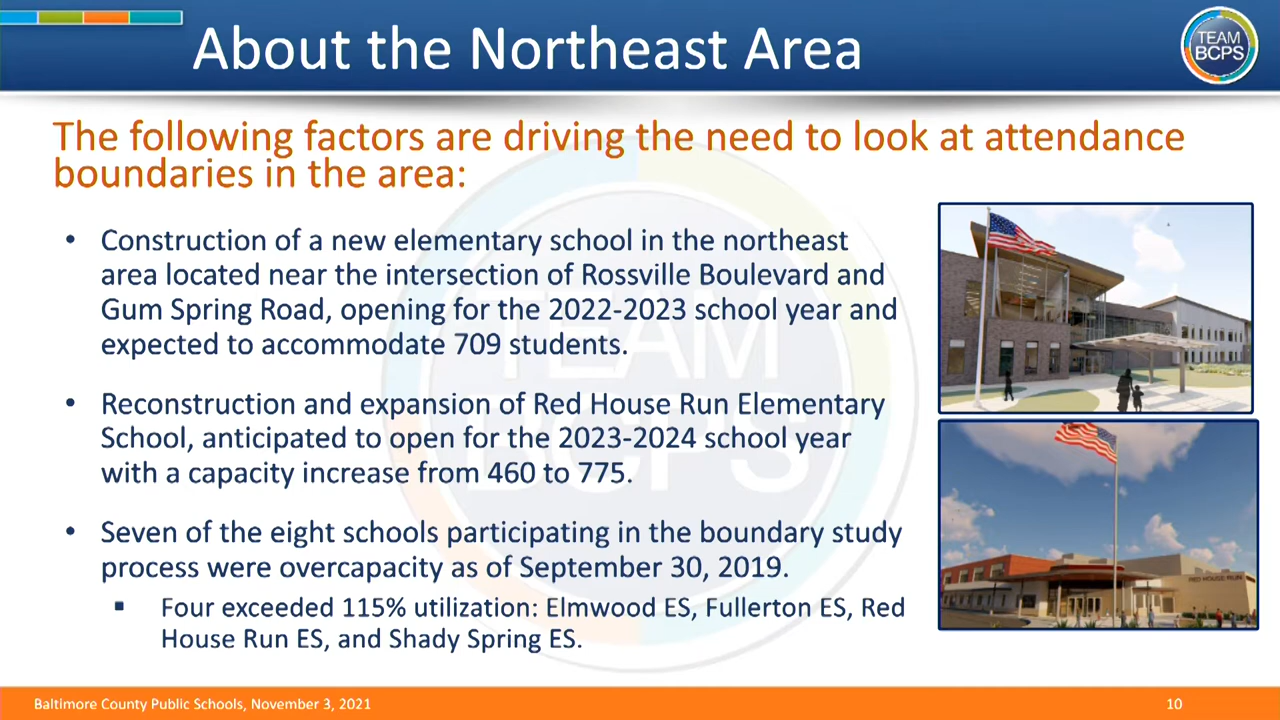 About the Northeast Area
TEAM
BCPS
The following factors are driving the need to look at attendance
boundaries in the area:
• Construction of a new elementary school in the northeast
area located near the intersection of Rossville Boulevard and
Gum Spring Road, opening for the 2022-2023 school year and
expected to accommodate 709 students.
• Reconstruction and expansion of Red House Run Elementary
School, anticipated to open for the 2023-2024 school year
with a capacity increase from 460 to 775.
• Seven of the eight schools participating in the boundary study
process were overcapacity as of September 30, 2019.
▪ Four exceeded 115% utilization: Elmwood ES, Fullerton ES, Red
House Run ES, and Shady Spring ES.
TEAM
BCPS
RED HOUSE RUN
Baltimore County Public Schools, November 3, 2021
10